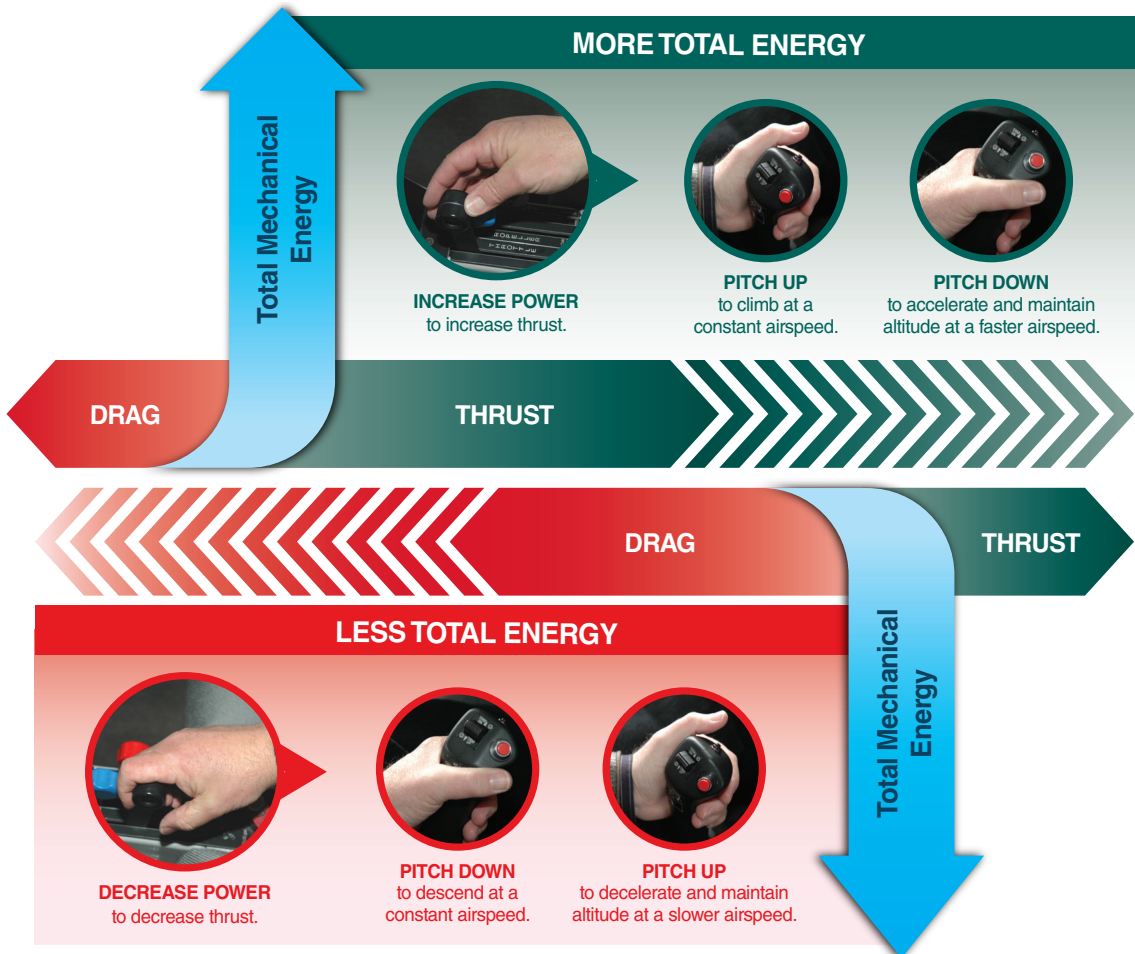 MORE TOTAL ENERGY
Total Mechanical
Energy
INCREASE POWER
to increase thrust.
PITCH UP
to climb at a
constant airspeed.
PITCH DOWN
to accelerate and maintain
altitude at a faster airspeed.
DRAG
THRUST
DRAG
THRUST
LESS TOTAL ENERGY
Total Mechanical
Energy
DECREASE POWER
to decrease thrust.
PITCH DOWN
to descend at a
constant airspeed.
PITCH UP
to decelerate and maintain
altitude at a slower airspeed.